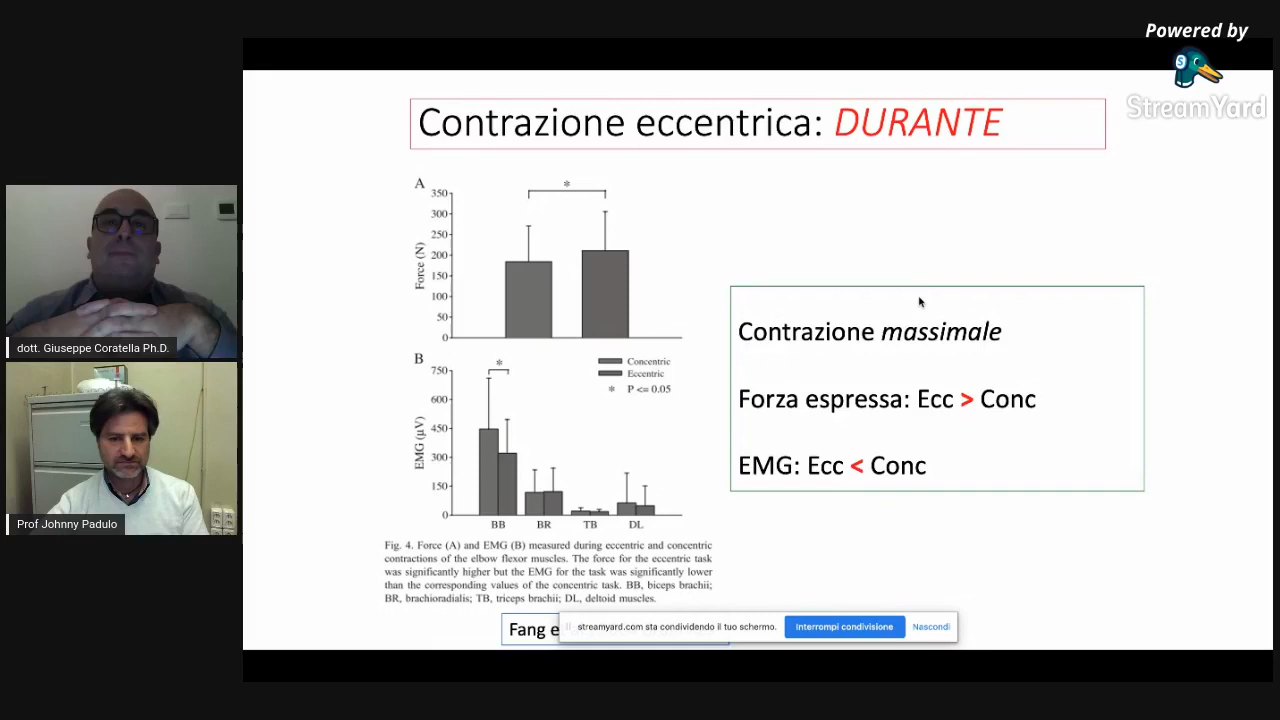 Powered by
StreamYard
Contrazione eccentrica: DURANTE
A
350
300
250
200
150
100
50
0
Force (N)
*
B
750
600
450
300
150
0
EMG (µV)
*
Concentric
Eccentric
* P <= 0.05
BB BR TB DL
Fig. 4. Force (A) and EMG (B) measured during eccentric and concentric
contractions of the elbow flexor muscles. The force for the eccentric task
was significantly higher but the EMG for the task was significantly lower
than the corresponding values of the concentric task. BB, biceps brachii;
BR, brachioradialis; TB, triceps brachii; DL, deltoid muscles.
Contrazione massimale
Forza espressa: Ecc > Conc
EMG: Ecc < Conc
Fang
streamyard.com sta condividendo il tuo schermo.
Interrompi condivisione
Nascondi
dott. Giuseppe Coratella Ph.D.
Prof Johnny Padulo